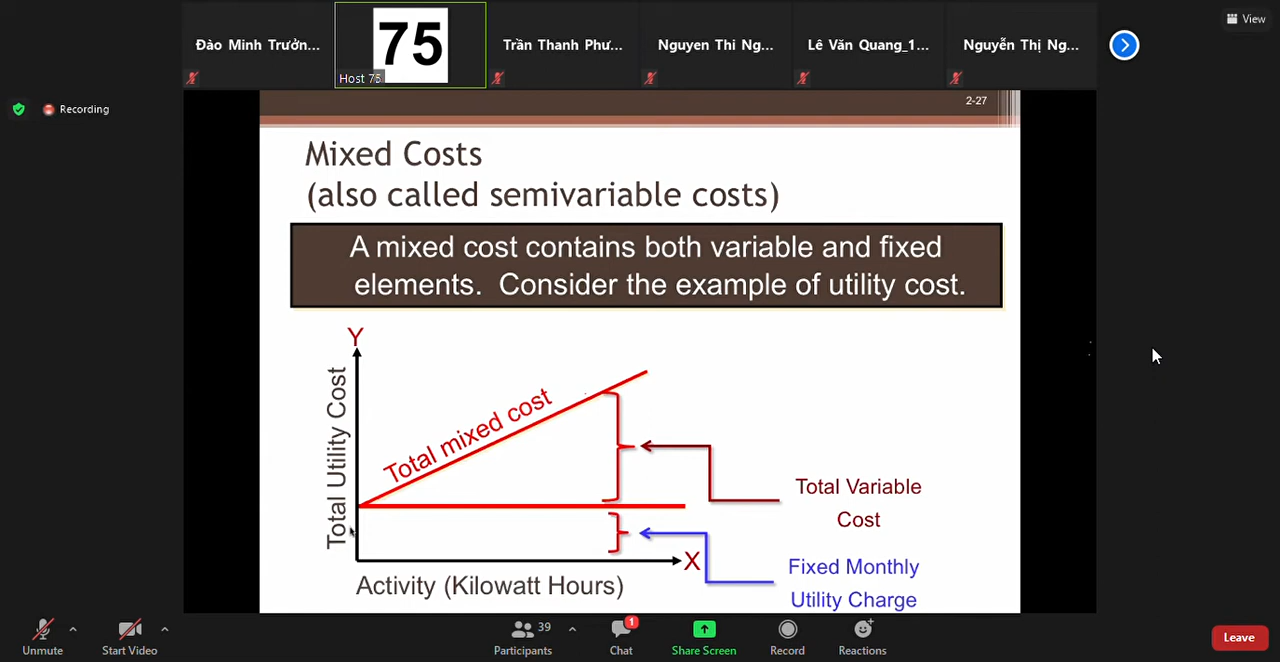 View
Đào Minh Trưởn...
75
Host 75
Trần Thanh Phư...
Nguyen Thi Ng...
Lê Văn Quang_1...
Nguyễn Thị Ng...
Recording
2-27
Mixed Costs
(also called semivariable costs)
A mixed cost contains both variable and fixed
elements. Consider the example of utility cost.
Y
Total Utility Cost
Total mixed cost
Total Variable
Cost
X
Activity (Kilowatt Hours)
Fixed Monthly
Utility Charge
Unmute
Start Video
39
Participants
1
Chat
Share Screen
Record
Reactions
Leave